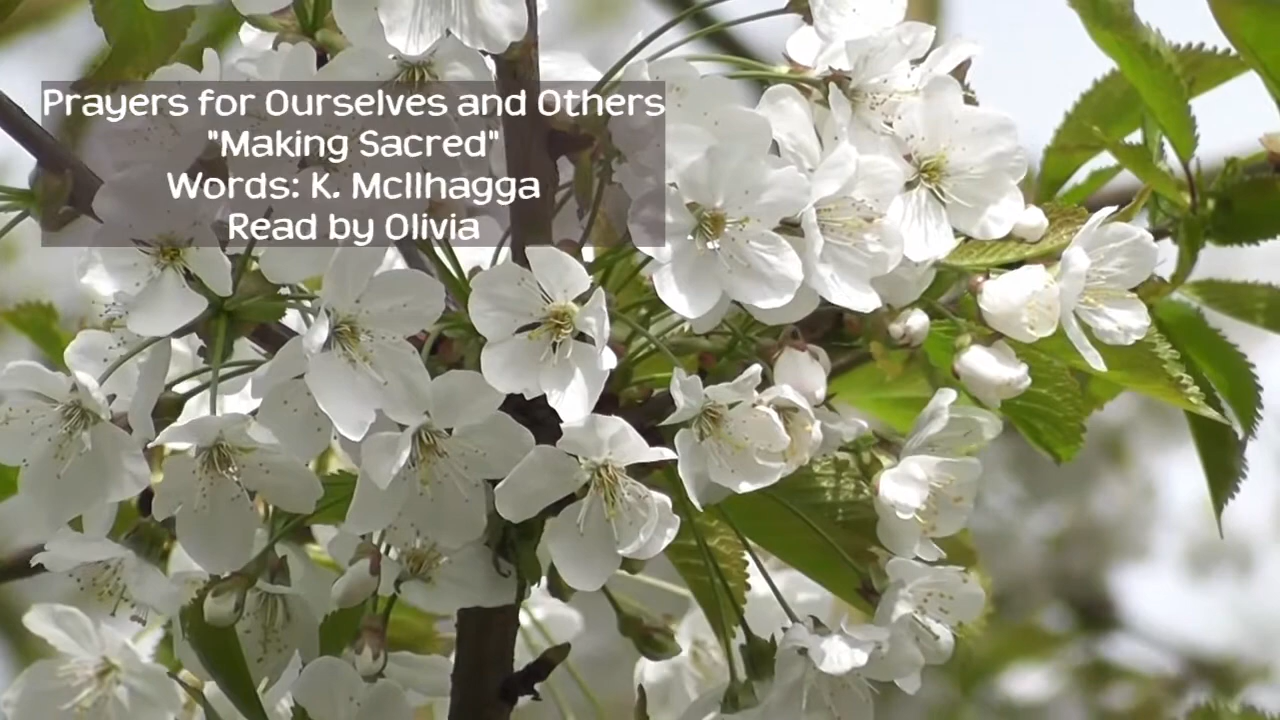 Prayers for Ourselves and Others
"Making Sacred"
Words: K. McIlhagga
Read by Olivia